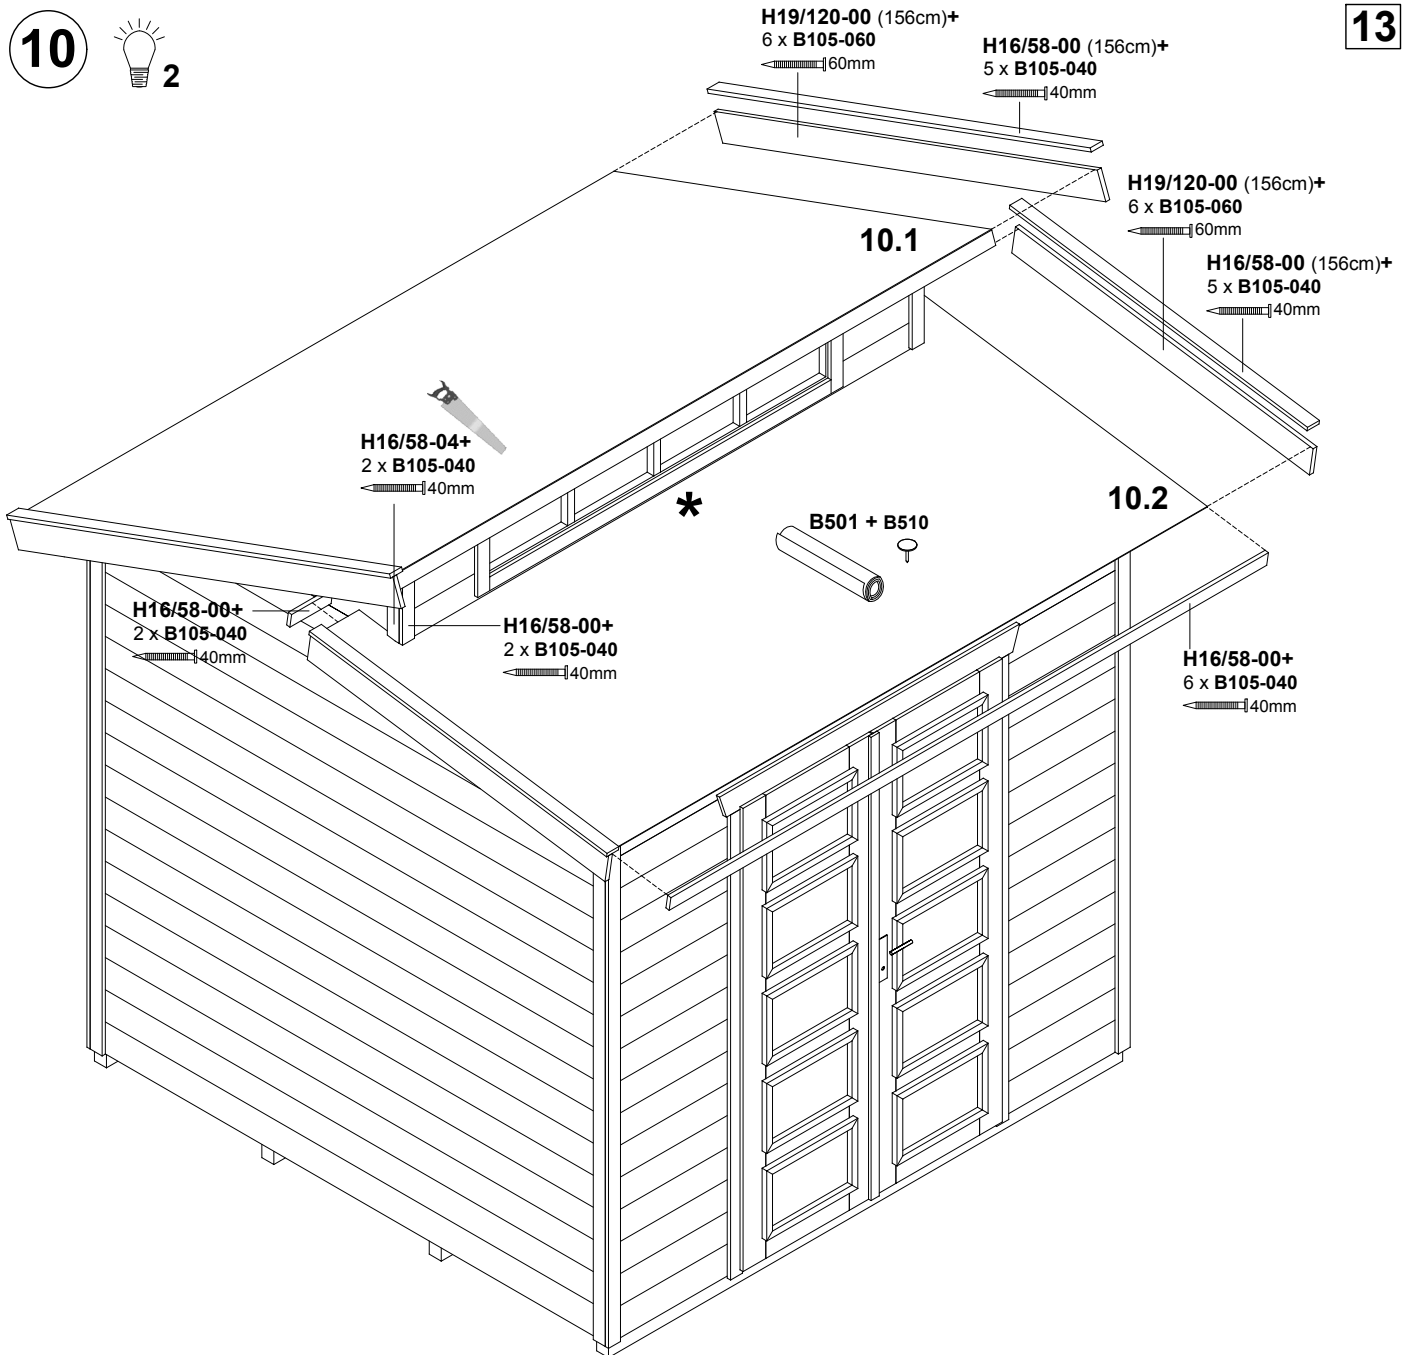 10
2
13
H19/120-00 (156cm)+
6 x B105-060
60mm
H16/58-00 (156cm)+
5 x B105-040
40mm
H19/120-00 (156cm)+
6 x B105-060
60mm
H16/58-00 (156cm)+
5 x B105-040
40mm
10.1
H16/58-04+
2 x B105-040
40mm
*
10.2
B501 + B510
H16/58-00+
2 x B105-040
40mm
H16/58-00+
2 x B105-040
40mm
H16/58-00+
6 x B105-040
40mm